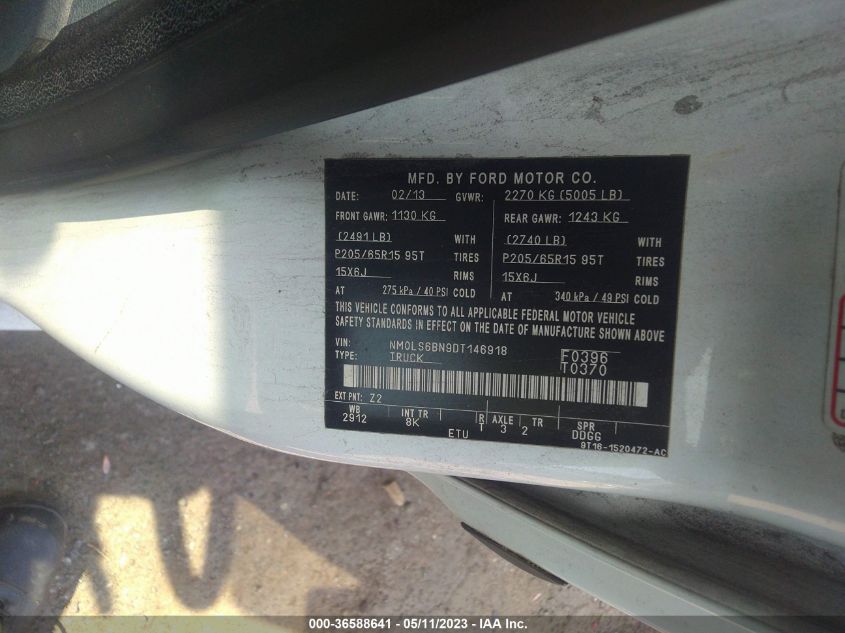 MFD. BY FORD MOTOR CO.
DATE: 02/13 GVWR: 2270 KG (5005 LB)
FRONT GAWR: 1130 KG REAR GAWR: 1243 KG
(2491 LB) WITH (2740 LB) WITH
P205/65R15 95T TIRES P205/65R15 95T TIRES
15X6J RIMS 15X6J RIMS
AT 275 kPa / 40 PSI COLD AT 340 kPa / 49 PSI COLD
THIS VEHICLE CONFORMS TO ALL APPLICABLE FEDERAL MOTOR VEHICLE
SAFETY STANDARDS IN EFFECT ON THE DATE OF MANUFACTURE SHOWN ABOVE
VIN: NM0LS6BN9DT146918 F0396
TYPE: TRUCK T0370
EXT PNT: Z2
WB INT TR R AXLE TR SPR
2912 8K 1 3 2 DDGG
ETU 9T16-1520472-AC
000-36588641 - 05/11/2023 - IAA Inc.